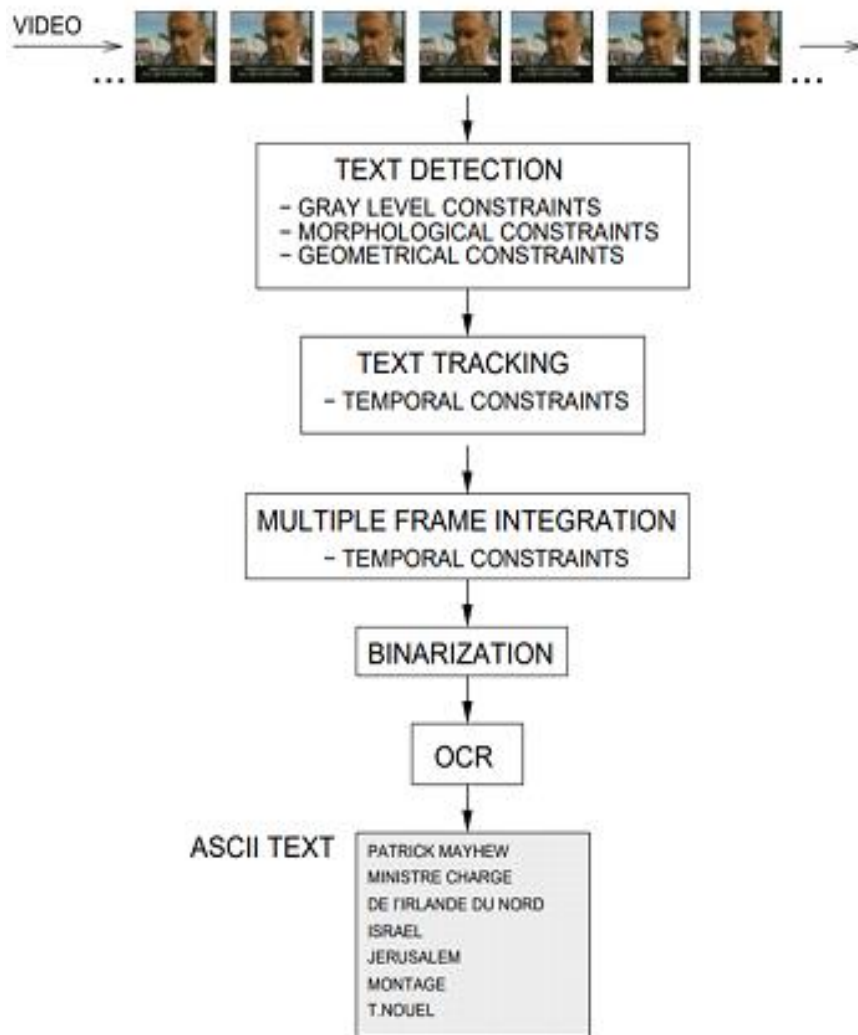 VIDEO
... ...
TEXT DETECTION
– GRAY LEVEL CONSTRAINTS
– MORPHOLOGICAL CONSTRAINTS
– GEOMETRICAL CONSTRAINTS
TEXT TRACKING
– TEMPORAL CONSTRAINTS
MULTIPLE FRAME INTEGRATION
– TEMPORAL CONSTRAINTS
BINARIZATION
OCR
ASCII TEXT
PATRICK MAYHEW
MINISTRE CHARGE
DE l'IRLANDE DU NORD
ISRAEL
JERUSALEM
MONTAGE
T.NOUEL